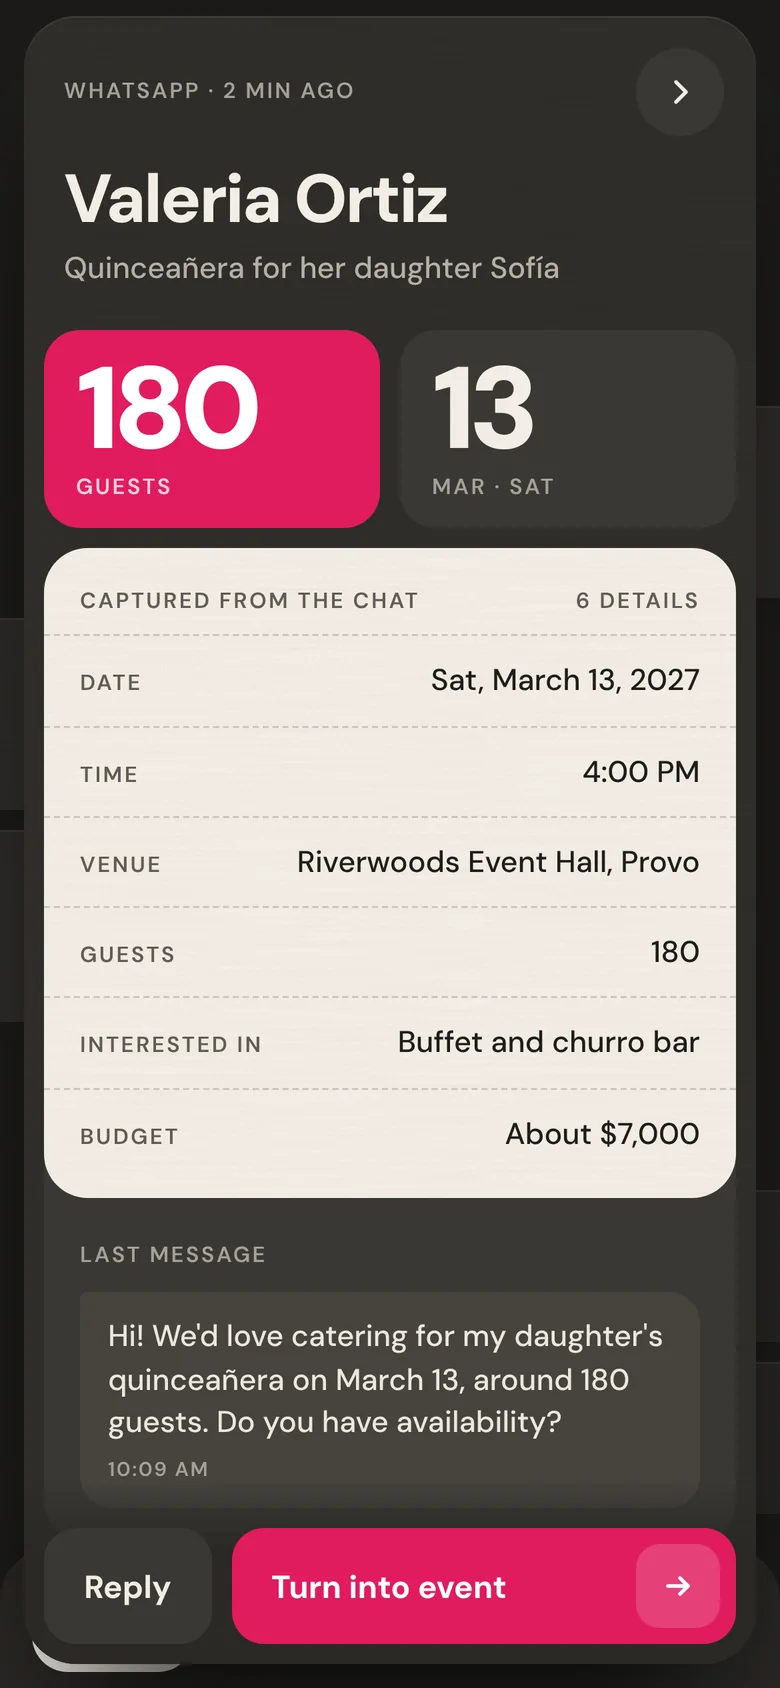 WHATSAPP · 2 MIN AGO
Valeria Ortiz
Quinceañera for her daughter Sofía
180
GUESTS
13
MAR · SAT
CAPTURED FROM THE CHAT 6 DETAILS
DATE Sat, March 13, 2027
TIME 4:00 PM
VENUE Riverwoods Event Hall, Provo
GUESTS 180
INTERESTED IN Buffet and churro bar
BUDGET About $7,000
LAST MESSAGE
Hi! We'd love catering for my daughter's
quinceañera on March 13, around 180
guests. Do you have availability?
10:09 AM
Reply
Turn into event